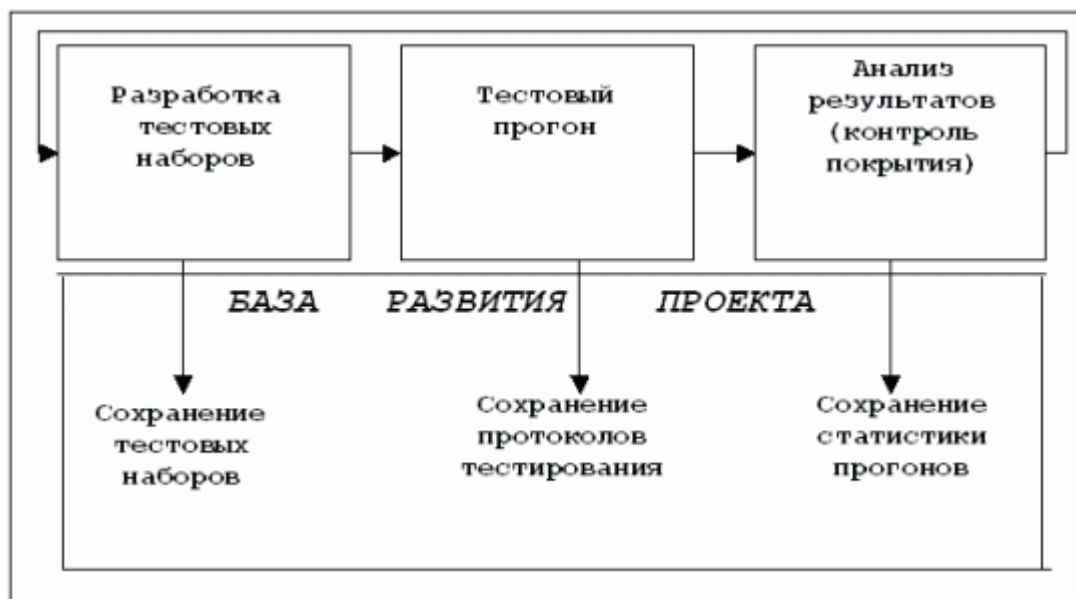 Разработка
тестовых
наборов
Тестовый
прогон
Анализ
результатов
(контроль
покрытия)
БАЗА РАЗВИТИЯ ПРОЕКТА
Сохранение
тестовых
наборов
Сохранение
протоколов
тестирования
Сохранение
статистики
прогонов